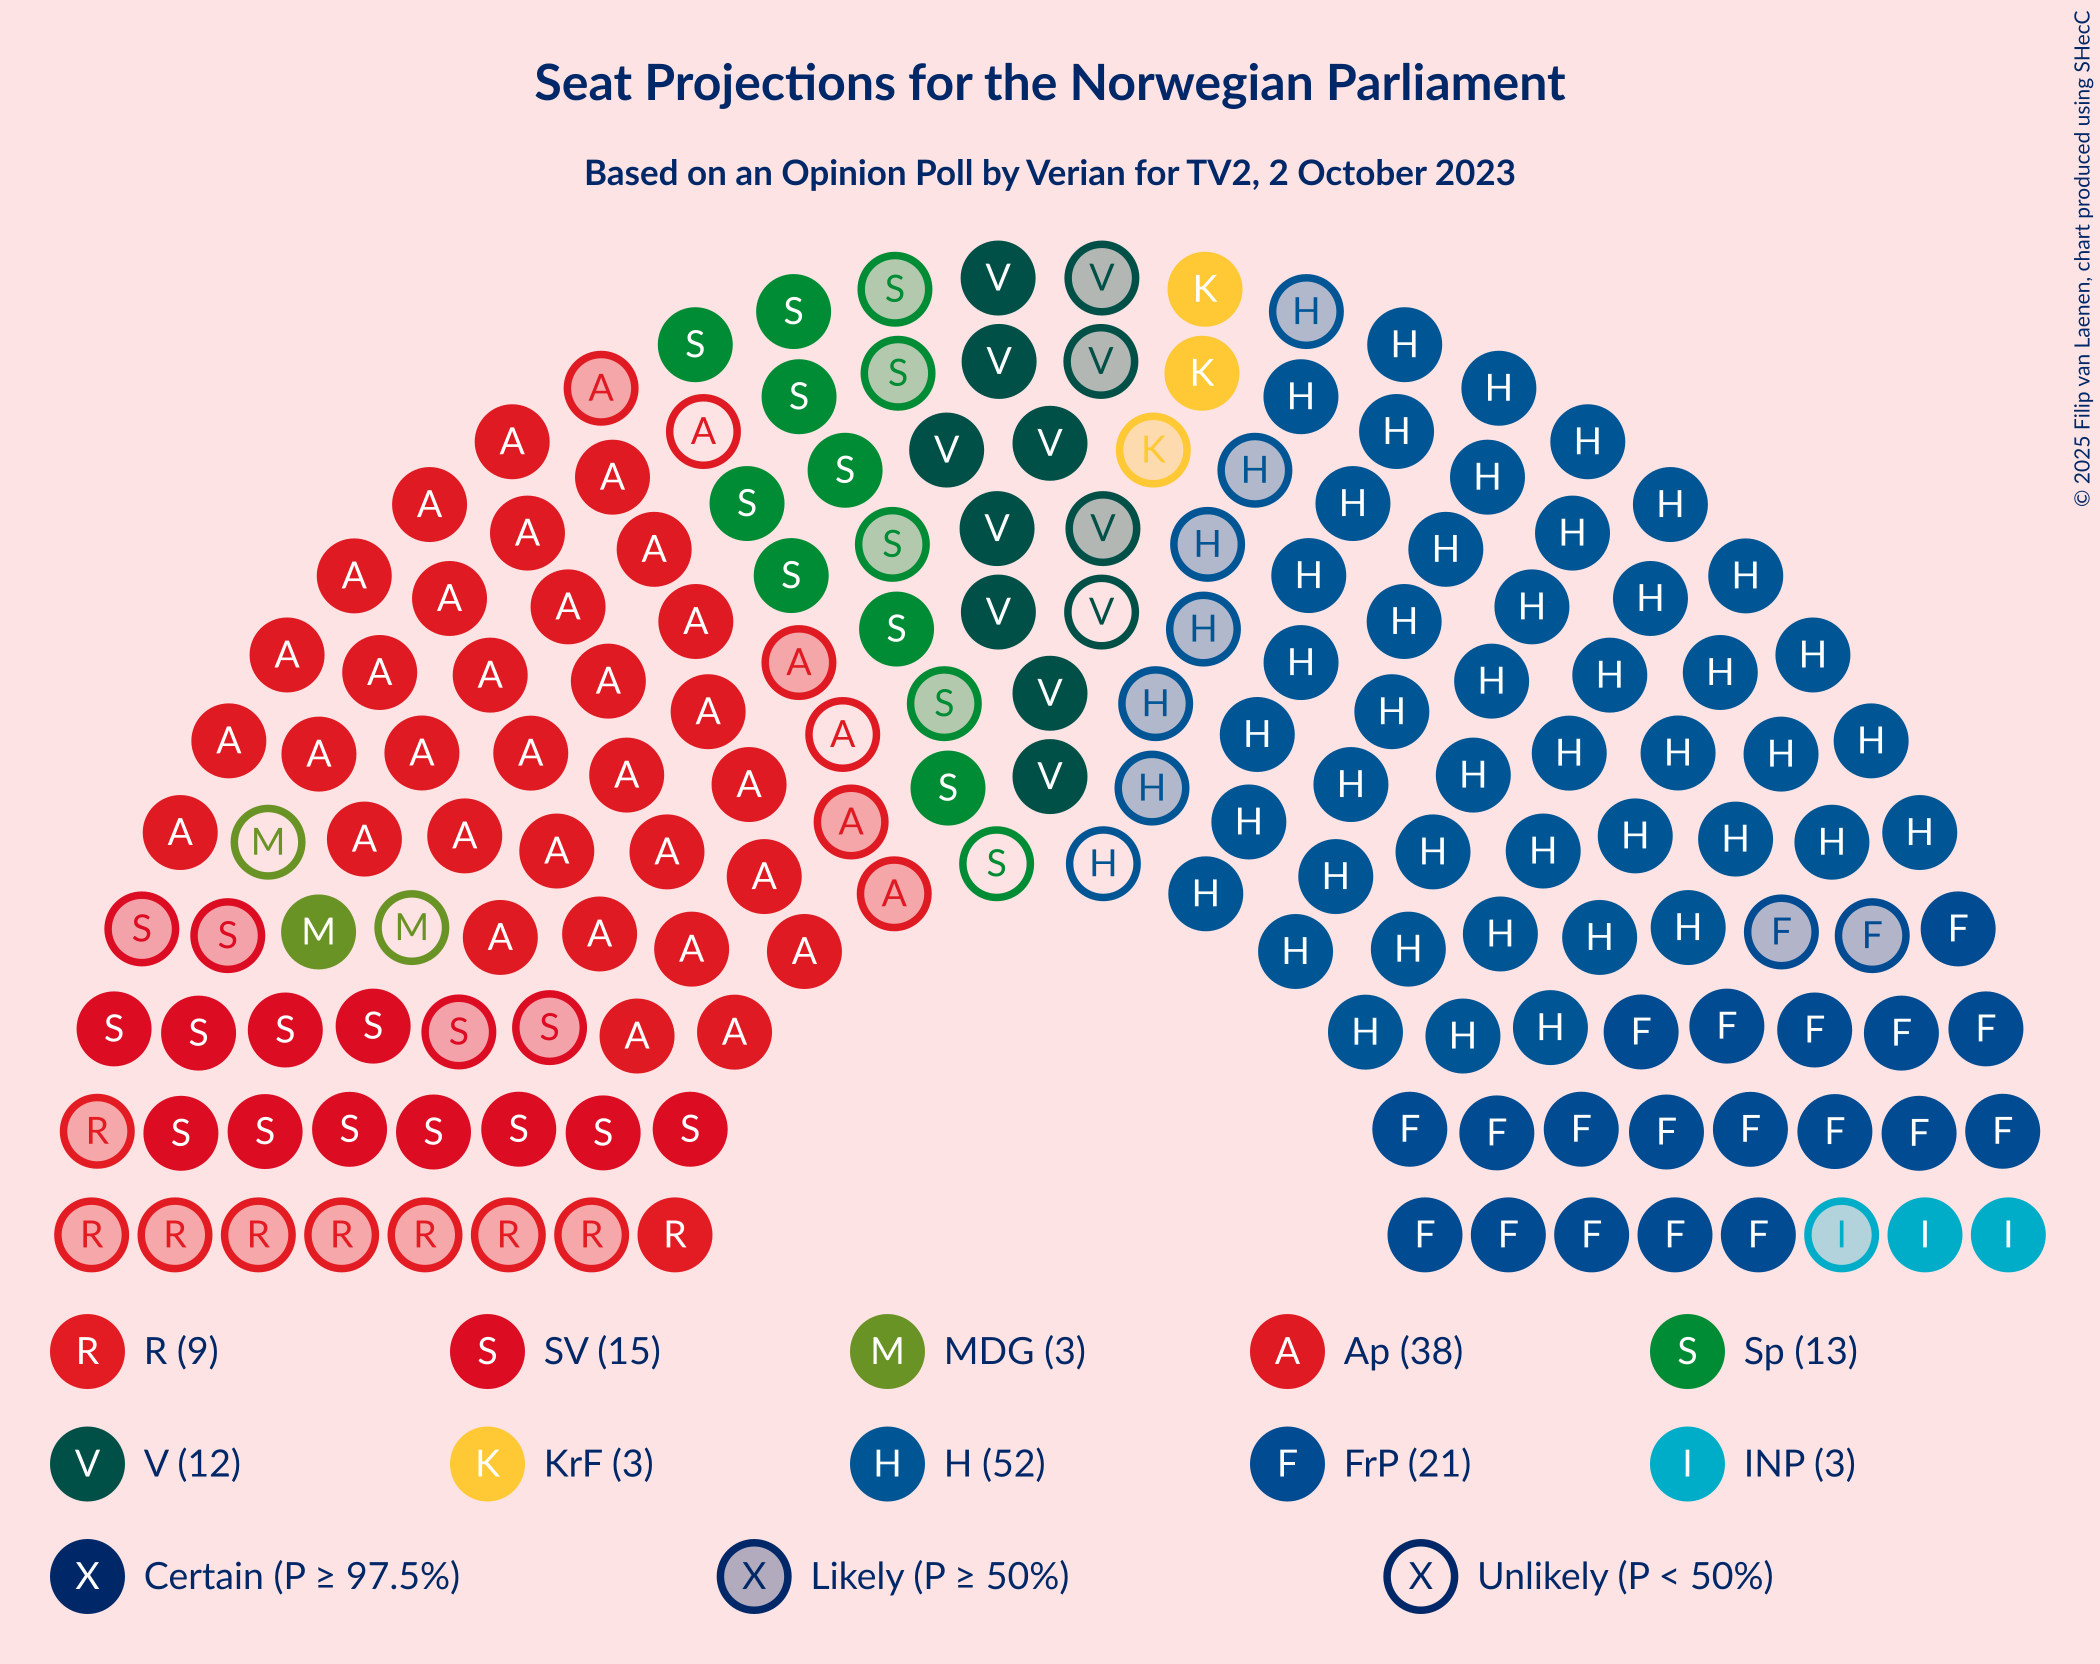 Seat Projections for the Norwegian Parliament
Based on an Opinion Poll by Verian for TV2, 2 October 2023
© 2025 Filip van Laenen, chart produced using SHecC
S V V K H
S S H
A S S V V K H H
S H
A A V V K H
A A S S H H H
A A S V V H H H
A A S S H H H
A A A S V V H H H H
A A A A S V H H H H
A A A S V H H H
A A A A A S V H H H H H
A M A A A A A A S H H H H H H H H H
S S M M A A A A A H H H H H H F F F
S S S S S S A A H H H F F F F F
R S S S S S S S F F F F F F F F
R R R R R R R R F F F F F I I I
R R (9) S SV (15) M MDG (3) A Ap (38) S Sp (13)
V V (12) K KrF (3) H H (52) F FrP (21) I INP (3)
X Certain (P ≥ 97.5%) X Likely (P ≥ 50%) X Unlikely (P < 50%)